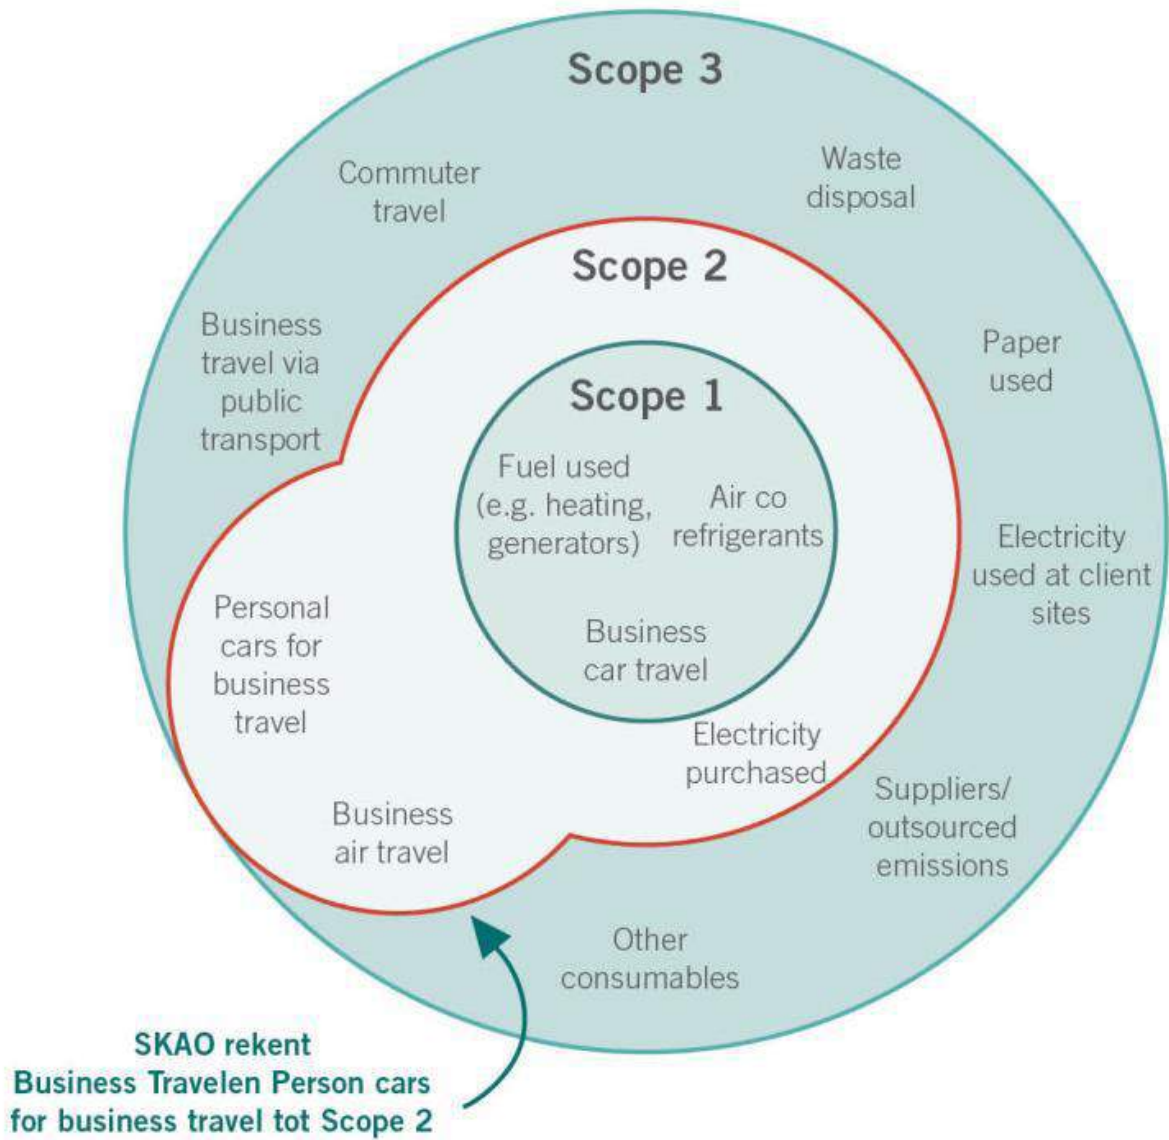 Scope 3
Commuter
travel
Waste
disposal
Scope 2
Business
travel via
public
transport
Paper
used
Scope 1
Fuel used
(e.g. heating,
generators)
Air co
refrigerants
Electricity
used at client
sites
Personal
cars for
business
travel
Business
car travel
Electricity
purchased
Suppliers/
outsourced
emissions
Business
air travel
Other
consumables
SKAO rekent
Business Travelen Person cars
for business travel tot Scope 2